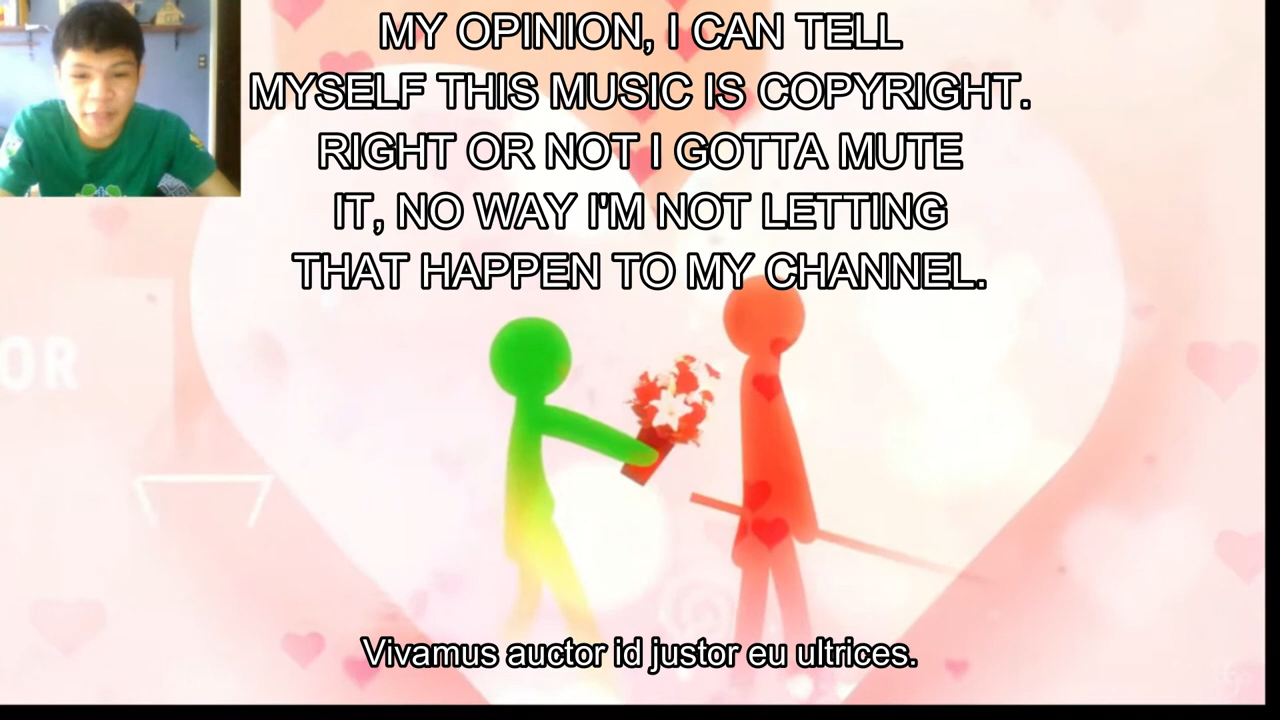 MY OPINION, I CAN TELL
MYSELF THIS MUSIC IS COPYRIGHT.
RIGHT OR NOT I GOTTA MUTE
IT, NO WAY I'M NOT LETTING
THAT HAPPEN TO MY CHANNEL.
OR
Vivamus auctor id justor eu ultrices.